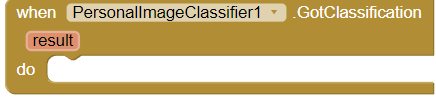 when PersonalImageClassifier1 .GotClassification
result
do